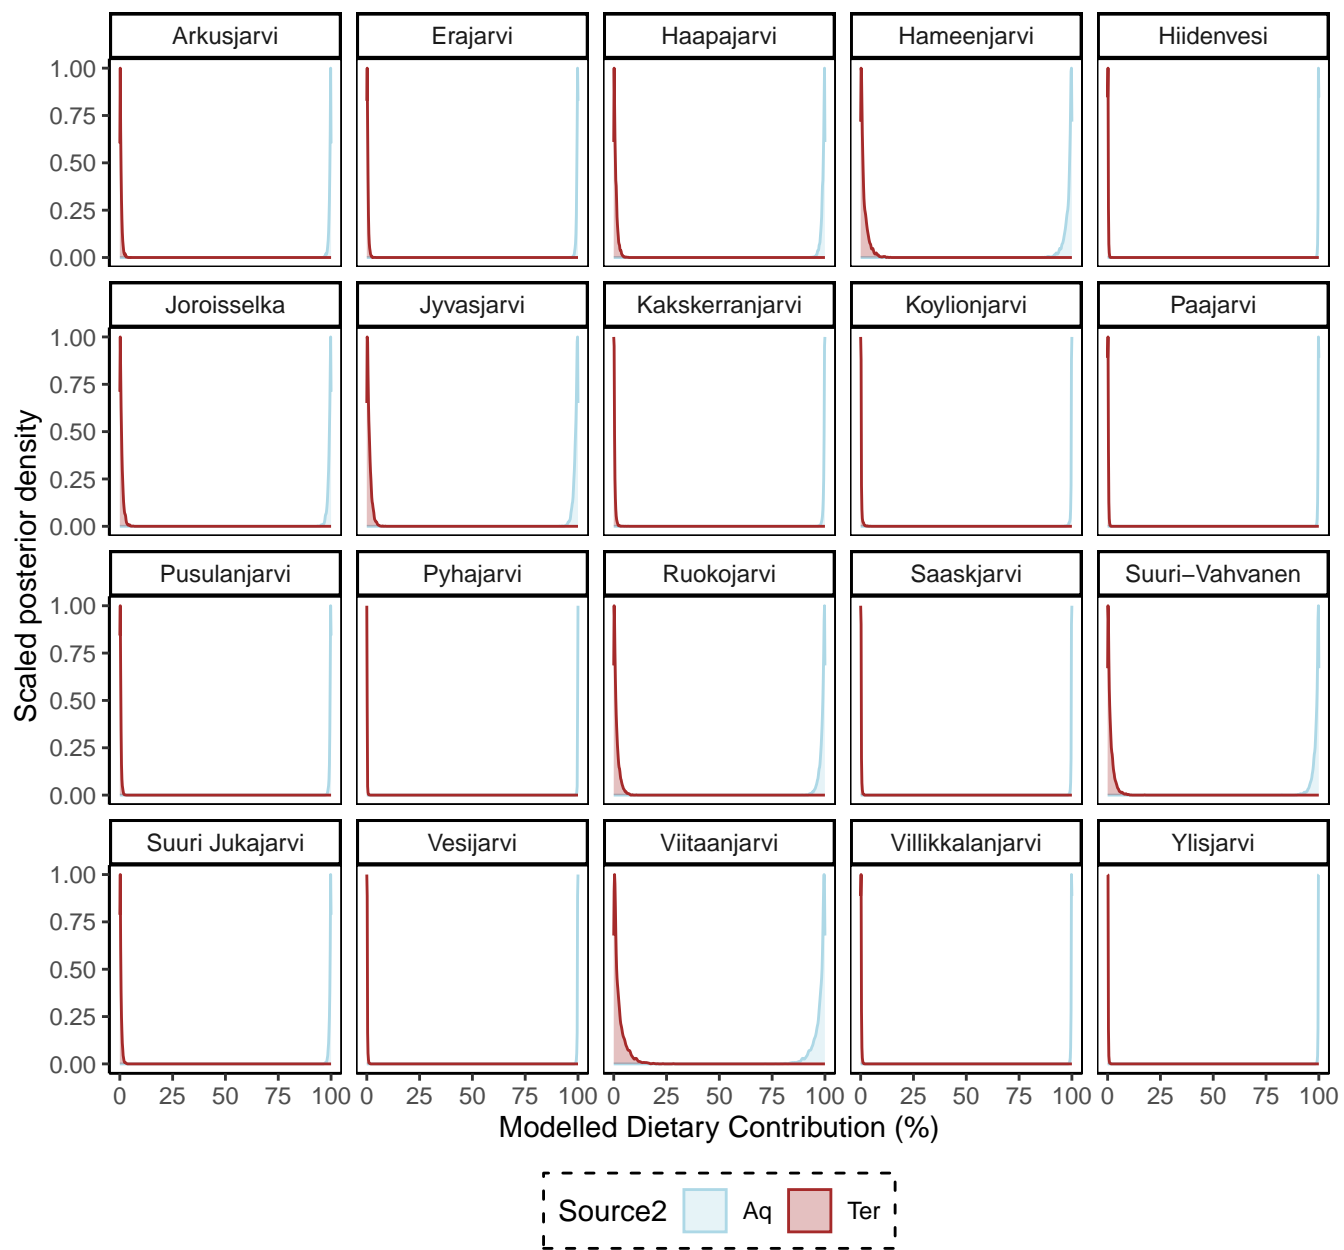 Arkusjarvi Erajarvi Haapajarvi Hameenjarvi Hiidenvesi
1.00
0.75
0.50
0.25
0.00
Joroisselka Jyvasjarvi Kakskerranjarvi Koylionjarvi Paajarvi
1.00
0.75
0.50
0.25
0.00
Scaled posterior density
Pusulanjarvi Pyhajarvi Ruokojarvi Saaskjarvi Suuri−Vahvanen
1.00
0.75
0.50
0.25
0.00
Suuri Jukajarvi Vesijarvi Viitaanjarvi Villikkalanjarvi Ylisjarvi
1.00
0.75
0.50
0.25
0.00
0 25 50 75 100 0 25 50 75 100 0 25 50 75 100 0 25 50 75 100 0 25 50 75 100
Modelled Dietary Contribution (%)
Source2 Aq Ter